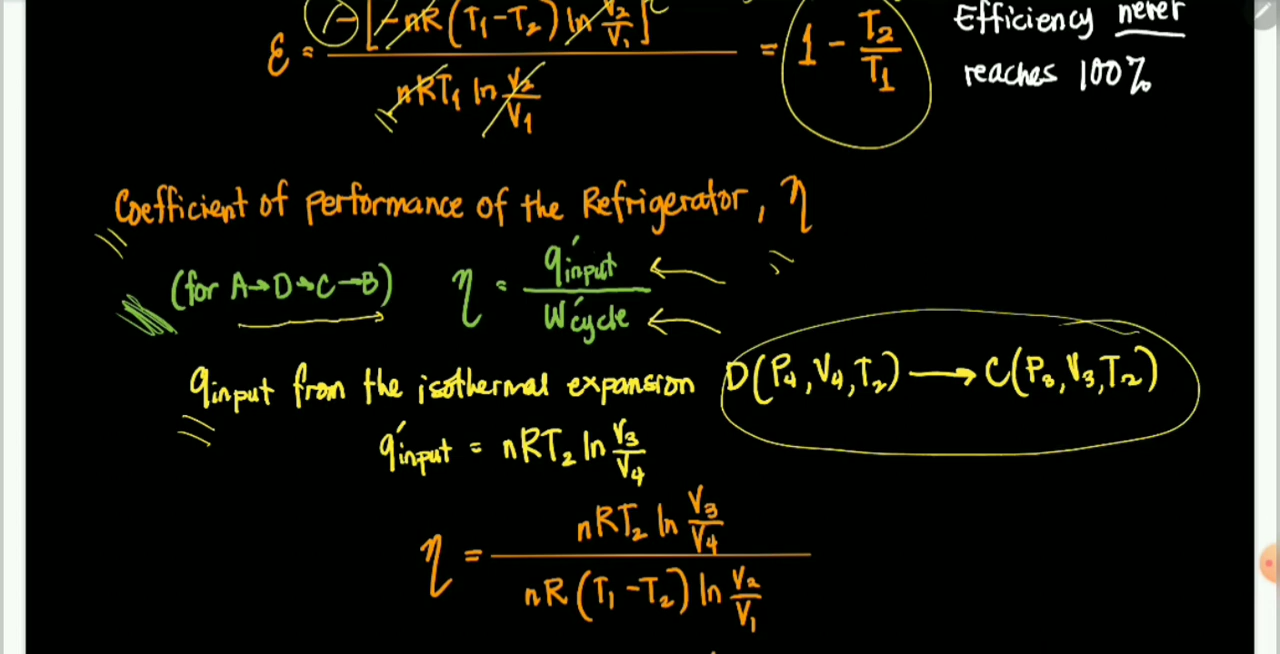 ε = -[-nR(T₁-T₂) ln V₂/V₁] / nRT₁ ln V₂/V₁ = 1 - T₂/T₁
Efficiency never
reaches 100%
Coefficient of performance of the Refrigerator, η
(for A→D→C→B) η = q'input / W'cycle
q'input from the isothermal expansion D(P₄,V₄,T₂) → C(P₃,V₃,T₂)
q'input = nRT₂ ln V₃/V₄
η = nRT₂ ln V₃/V₄ / nR(T₁-T₂) ln V₂/V₁